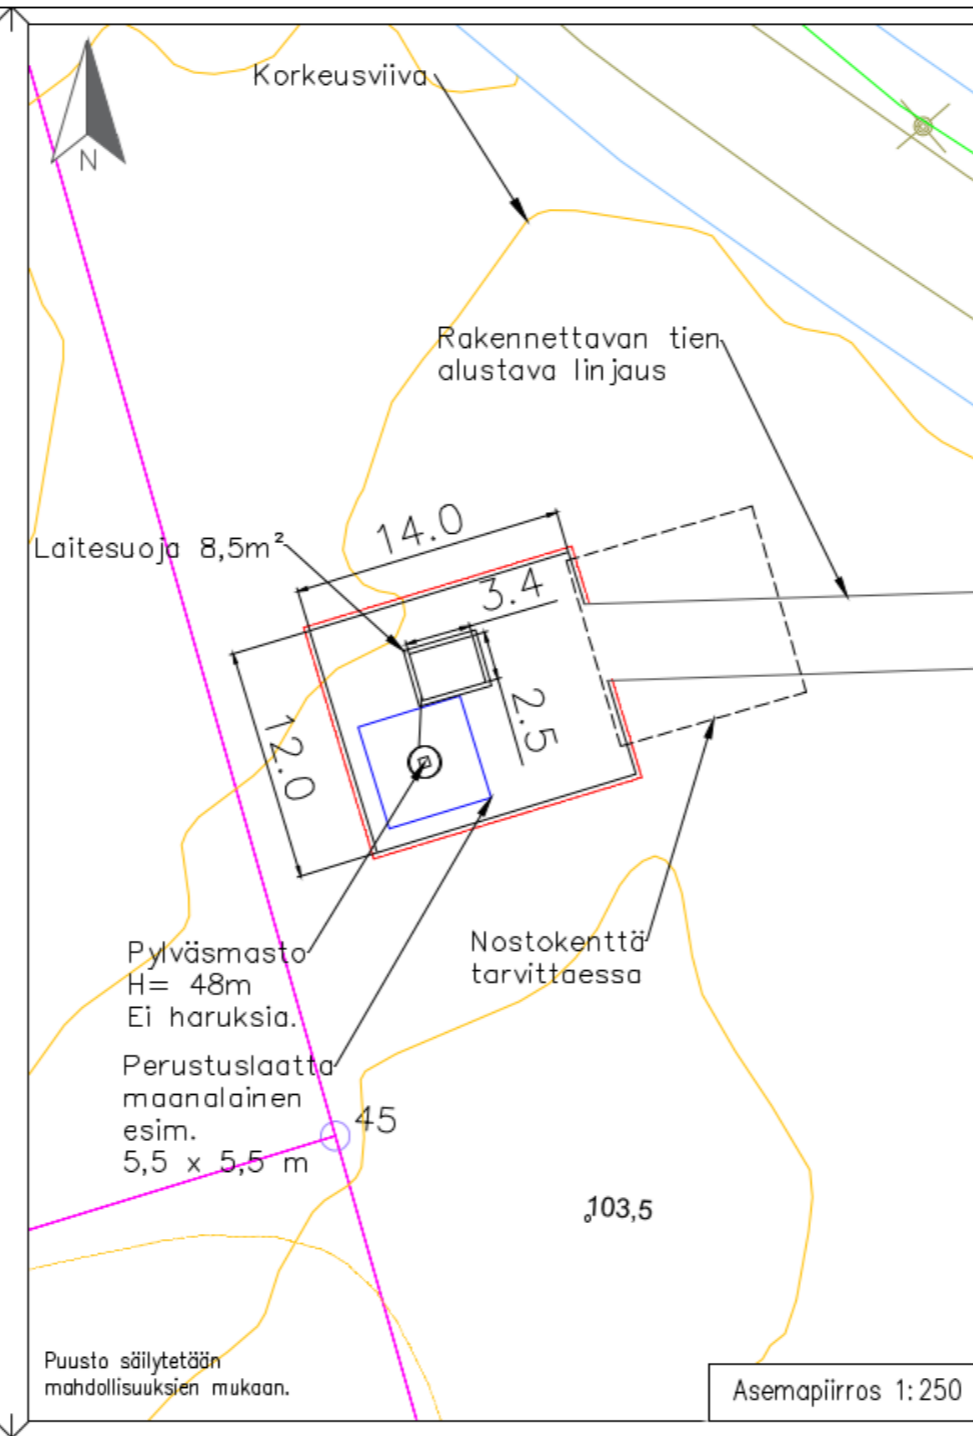 Korkeusviiva
N
Rakennettavan tien
alustava linjaus
14.0
Laitesuoja 8,5m²
3.4
2.5
12.0
Pylväsmasto
H= 48m
Ei haruksia.
Nostokenttä
tarvittaessa
Perustuslaatta
maanalainen
esim.
5,5 x 5,5 m
45
103,5
Puusto säilytetään
mahdollisuuksien mukaan.
Asemapiirros 1:250